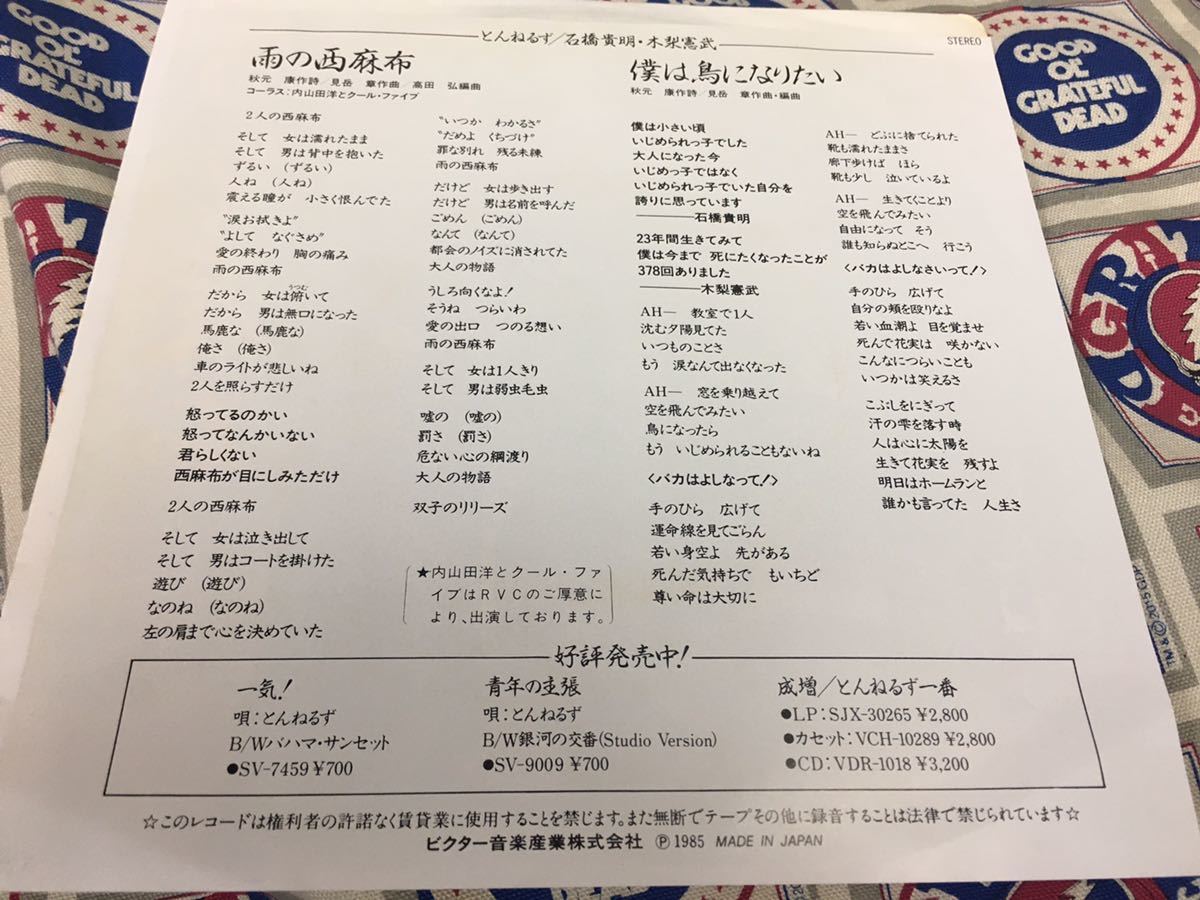 とんねるず/石橋貴明・木梨憲武
STEREO
雨の西麻布
秋元 康作詩/見岳 章作曲 高田 弘編曲
コーラス:内山田洋とクール・ファイブ
2人の西麻布
そして 女は濡れたまま
そして 男は背中を抱いた
ずるい (ずるい)
人ね (人ね)
震える瞳が 小さく恨んでた
“涙お拭きよ”
“よして なぐさめ”
愛の終わり 胸の痛み
雨の西麻布
だから 女は俯(うつむ)いて
だから 男は無口になった
馬鹿な (馬鹿な)
俺さ (俺さ)
車のライトが悲しいね
2人を照らすだけ
怒ってるのかい
怒ってなんかいない
君らしくない
西麻布が目にしみただけ
2人の西麻布
そして 女は泣き出して
そして 男はコートを掛けた
遊び (遊び)
なのね (なのね)
左の肩まで心を決めていた
“いつか わかるさ”
“だめよ くちづけ”
罪な別れ 残る未練
雨の西麻布
だけど 女は歩き出す
だけど 男は名前を呼んだ
ごめん (ごめん)
なんて (なんて)
都会のノイズに消されてた
大人の物語
うしろ向くなよ!
そうね つらいわ
愛の出口 つのる想い
雨の西麻布
そして 女は1人きり
そして 男は弱虫毛虫
嘘の (嘘の)
罰さ (罰さ)
危ない心の綱渡り
大人の物語
双子のリリーズ
★内山田洋とクール・ファ
イブはRVCのご厚意に
より、出演しております。
僕は、鳥になりたい
秋元 康作詩/見岳 章作曲・編曲
僕は小さい頃
いじめられっ子でした
大人になった今
いじめっ子ではなく
いじめられっ子でいた自分を
誇りに思っています
石橋貴明
23年間生きてみて
僕は今まで 死にたくなったことが
378回ありました
木梨憲武
AH― 教室で1人
沈む夕陽見てた
いつものことさ
もう 涙なんて出なくなった
AH― 窓を乗り越えて
空を飛んでみたい
鳥になったら
もう いじめられることもないね
〈バカはよしなって!〉
手のひら 広げて
運命線を見てごらん
若い身空よ 先がある
死んだ気持ちで もいちど
尊い命は大切に
AH― どぶに捨てられた
靴も濡れたままさ
廊下歩けば ほら
靴も少し 泣いているよ
AH― 生きてくことより
空を飛んでみたい
自由になって そう
誰も知らぬとこへ 行こう
〈バカはよしなさいって!〉
手のひら 広げて
自分の頬を殴りなよ
若い血潮よ 目を覚ませ
死んで花実は 咲かない
こんなにつらいことも
いつかは笑えるさ
こぶしをにぎって
汗の雫を落す時
人は心に太陽を
生きて花実を 残すよ
明日はホームランと
誰かも言ってた 人生さ
好評発売中!
一気!
唄:とんねるず
B/Wバハマ・サンセット
●SV-7459 ¥700
青年の主張
唄:とんねるず
B/W銀河の交番(Studio Version)
●SV-9009 ¥700
成増/とんねるず一番
●LP:SJX-30265 ¥2,800
●カセット:VCH-10289 ¥2,800
●CD:VDR-1018 ¥3,200
☆このレコードは権利者の許諾なく賃貸業に使用することを禁じます。また無断でテープその他に録音することは法律で禁じられています☆
ビクター音楽産業株式会社 Ⓟ1985 MADE IN JAPAN
GOOD
OL'
GRATEFUL
DEAD
GOOD
OL'
GRATEFUL
DEAD
TM & ©2015 GDP